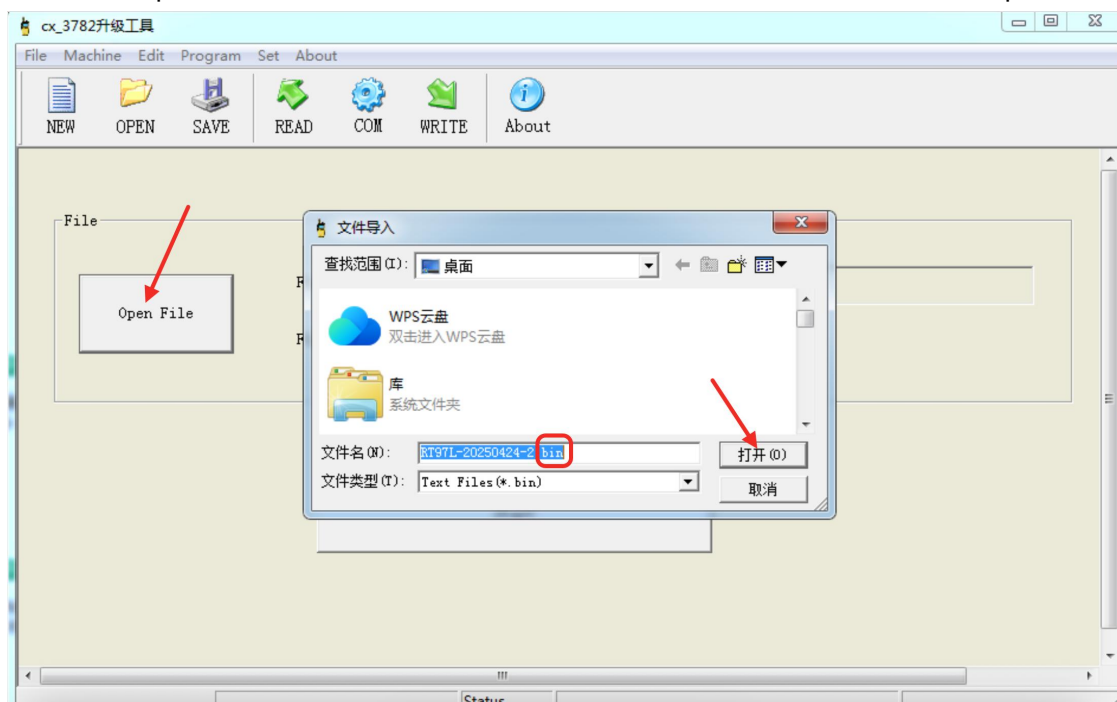 cx_3782升级工具
File Machine Edit Program Set About
NEW OPEN SAVE READ COM WRITE About
File
文件导入
查找范围(I): 桌面
Open File
WPS云盘
双击进入WPS云盘
库
系统文件夹
文件名(N): RT97L-20250424-2.bin 打开(O)
文件类型(T): Text Files(*.bin) 取消
Status